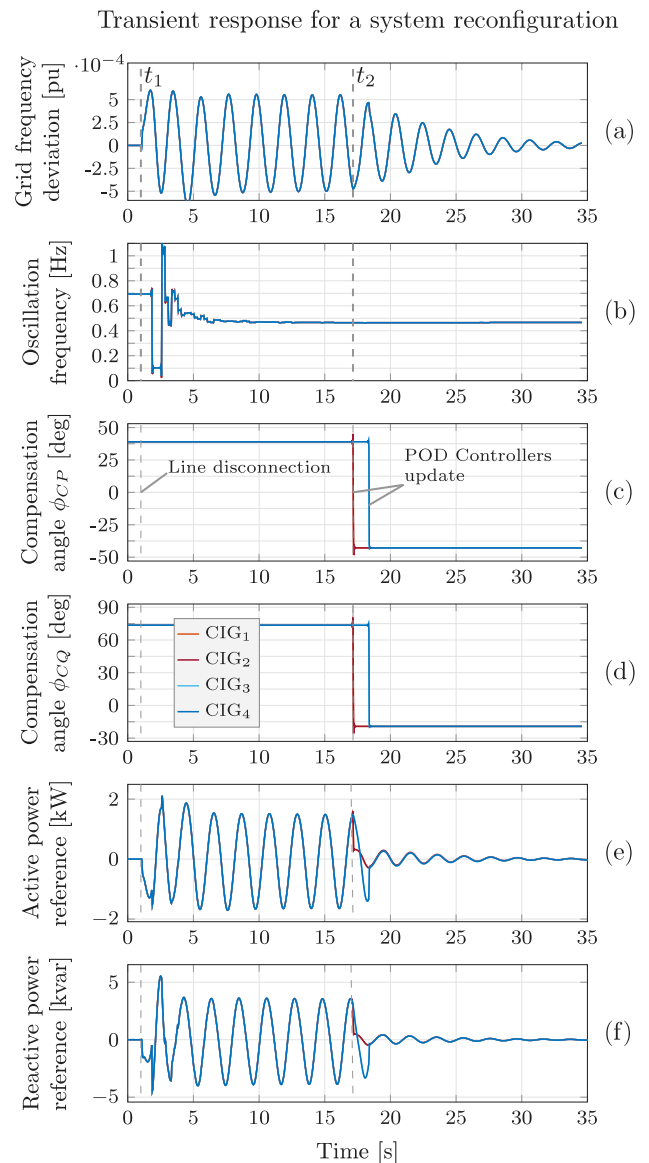 Transient response for a system reconfiguration
·10⁻⁴
Grid frequency
deviation [pu]
t₁
t₂
5
2.5
-2.5
-5
0 5 10 15 20 25 30 35
(a)
Oscillation
frequency [Hz]
1
0.8
0.6
0.4
0.2
0
0 5 10 15 20 25 30 35
(b)
Compensation
angle ϕ_CP [deg]
50
25
0
-25
-50
Line disconnection
POD Controllers
update
0 5 10 15 20 25 30 35
(c)
Compensation
angle ϕ_CQ [deg]
90
75
30
0
-30
CIG₁
CIG₂
CIG₃
CIG₄
0 5 10 15 20 25 30 35
(d)
Active power
reference [kW]
2
0
−2
0 5 10 15 20 25 30 35
(e)
Reactive power
reference [kvar]
5
0
−5
0 5 10 15 20 25 30 35
(f)
Time [s]